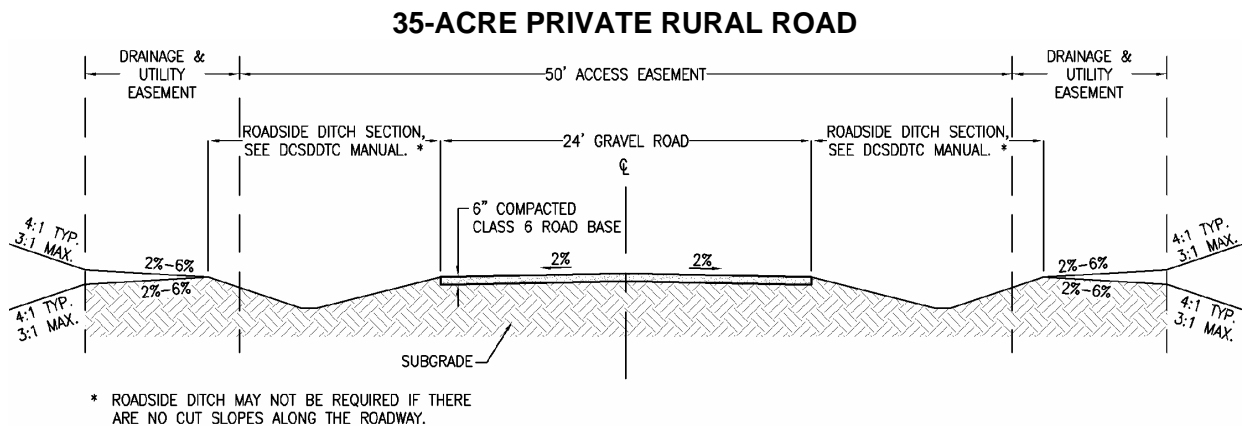 35-ACRE PRIVATE RURAL ROAD
DRAINAGE &
UTILITY
EASEMENT
50' ACCESS EASEMENT
DRAINAGE &
UTILITY
EASEMENT
ROADSIDE DITCH SECTION,
SEE DCSDDTC MANUAL. *
24' GRAVEL ROAD
ROADSIDE DITCH SECTION,
SEE DCSDDTC MANUAL. *
℄
6" COMPACTED
CLASS 6 ROAD BASE
4:1 TYP.
3:1 MAX.
2%-6%
2%-6%
4:1 TYP.
3:1 MAX.
2%
2%
2%-6%
2%-6%
4:1 TYP.
3:1 MAX.
4:1 TYP.
3:1 MAX.
SUBGRADE
* ROADSIDE DITCH MAY NOT BE REQUIRED IF THERE
ARE NO CUT SLOPES ALONG THE ROADWAY.